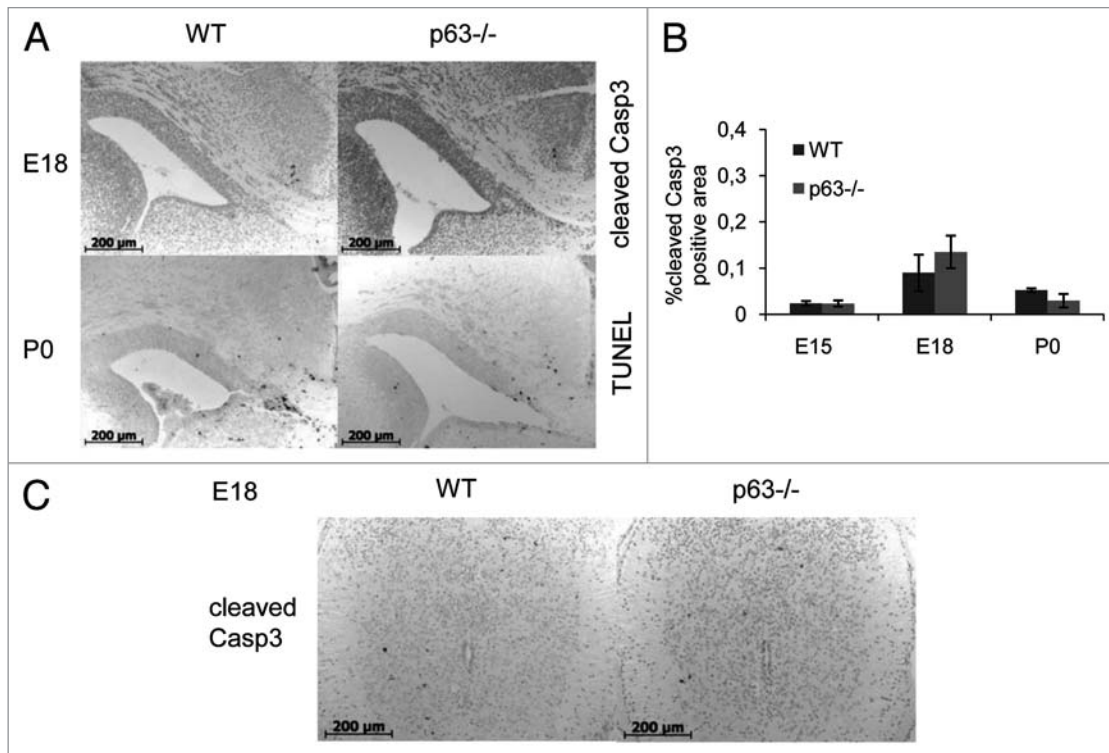 A
WT
p63-/-
E18
cleaved Casp3
200 µm
200 µm
P0
TUNEL
200 µm
200 µm
B
%cleaved Casp3
positive area
0,4
0,3
0,2
0,1
0
WT
p63-/-
E15
E18
P0
C
E18
WT
p63-/-
cleaved
Casp3
200 µm
200 µm